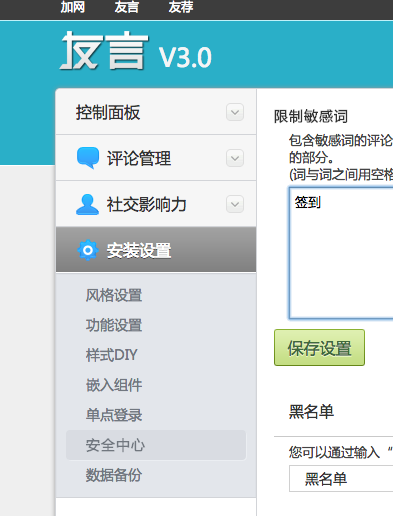 加网 友言 友荐
友言 V3.0
控制面板
评论管理
社交影响力
安装设置
风格设置
功能设置
样式DIY
嵌入组件
单点登录
安全中心
数据备份
限制敏感词
包含敏感词的评论
的部分。
(词与词之间用空格
签到
保存设置
黑名单
您可以通过输入“
黑名单